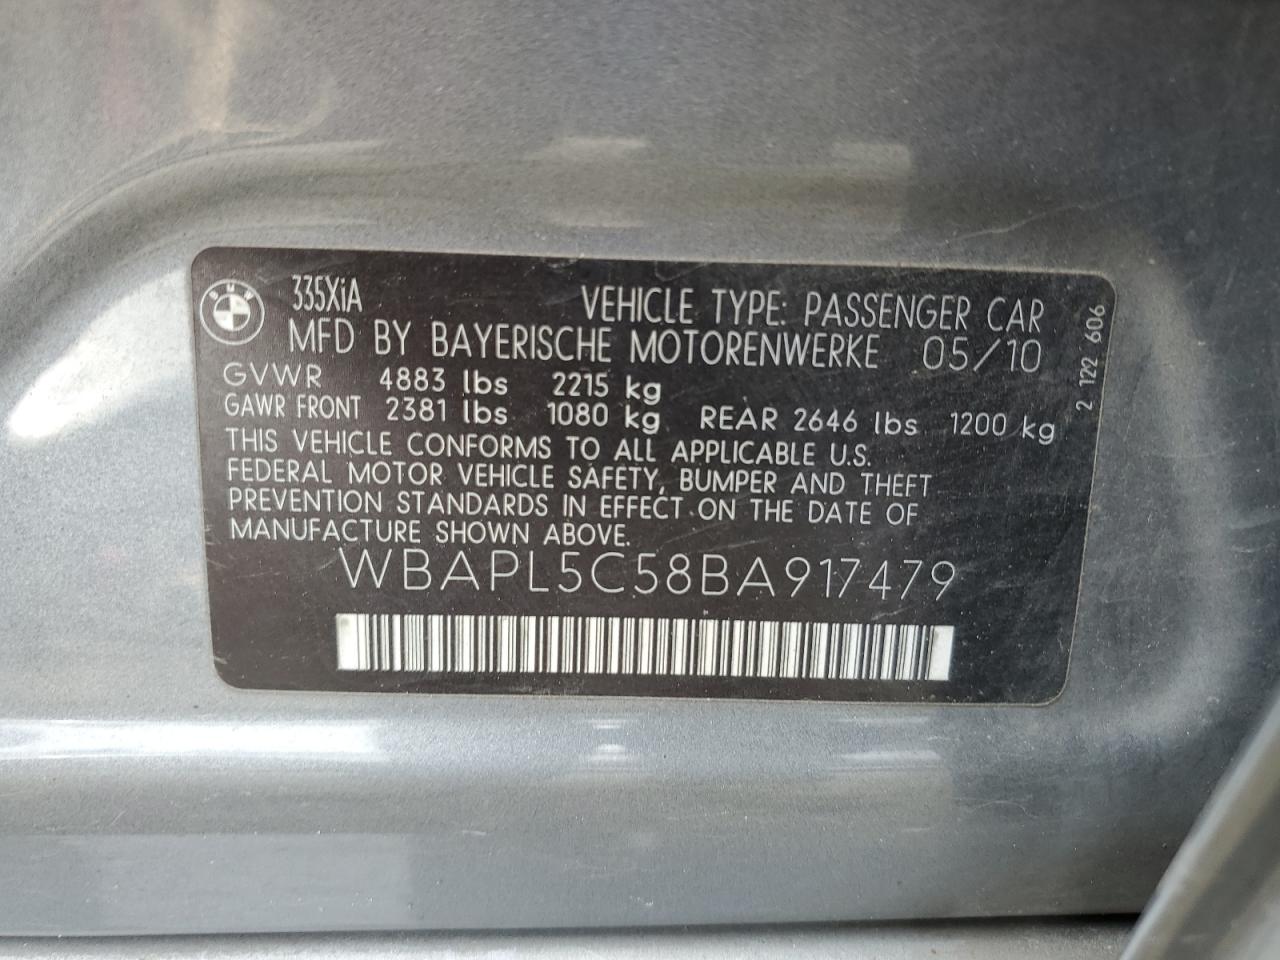 BMW
335XiA
VEHICLE TYPE: PASSENGER CAR
MFD BY BAYERISCHE MOTORENWERKE 05/10
GVWR 4883 lbs 2215 kg
GAWR FRONT 2381 lbs 1080 kg REAR 2646 lbs 1200 kg
THIS VEHICLE CONFORMS TO ALL APPLICABLE U.S.
FEDERAL MOTOR VEHICLE SAFETY, BUMPER AND THEFT
PREVENTION STANDARDS IN EFFECT ON THE DATE OF
MANUFACTURE SHOWN ABOVE.
WBAPL5C58BA917479
2 122 606